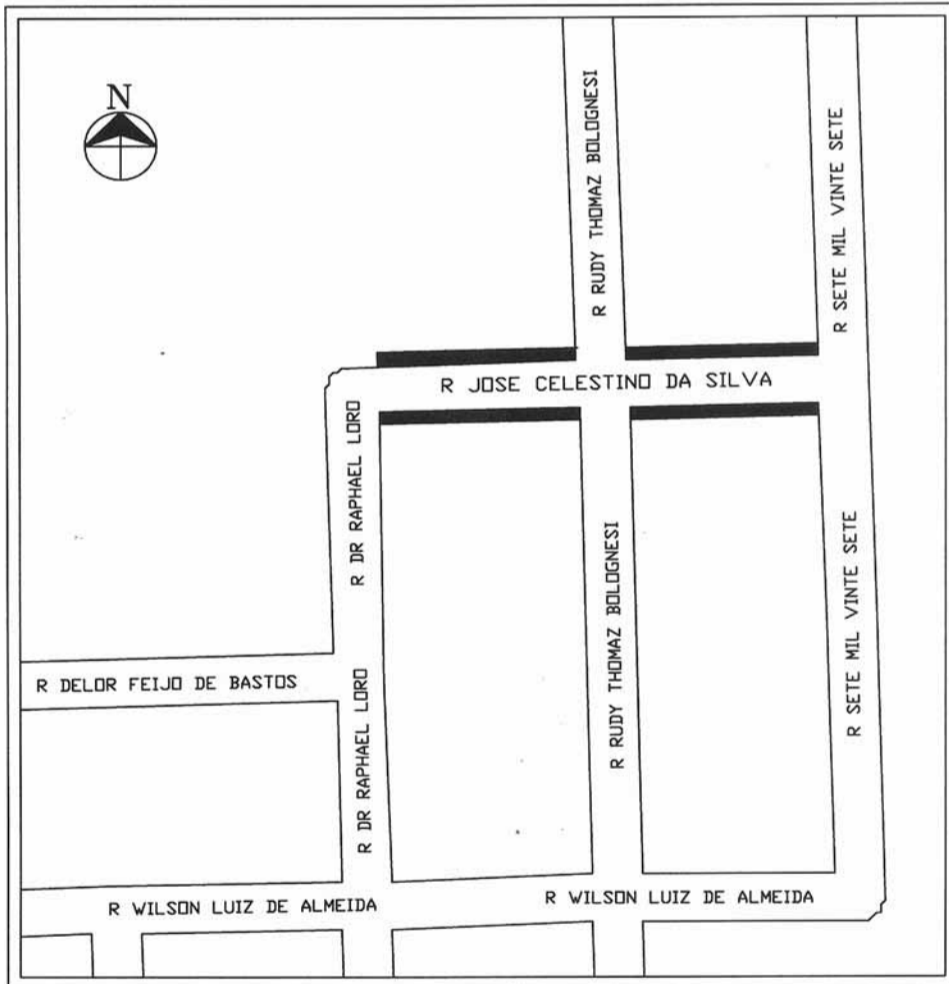 N
R RUDY THOMAZ BOLOGNESI
R SETE MIL VINTE SETE
R JOSE CELESTINO DA SILVA
R DR RAPHAEL LORO
R RUDY THOMAZ BOLOGNESI
R SETE MIL VINTE SETE
R DELOR FEIJO DE BASTOS
R DR RAPHAEL LORO
R WILSON LUIZ DE ALMEIDA
R WILSON LUIZ DE ALMEIDA